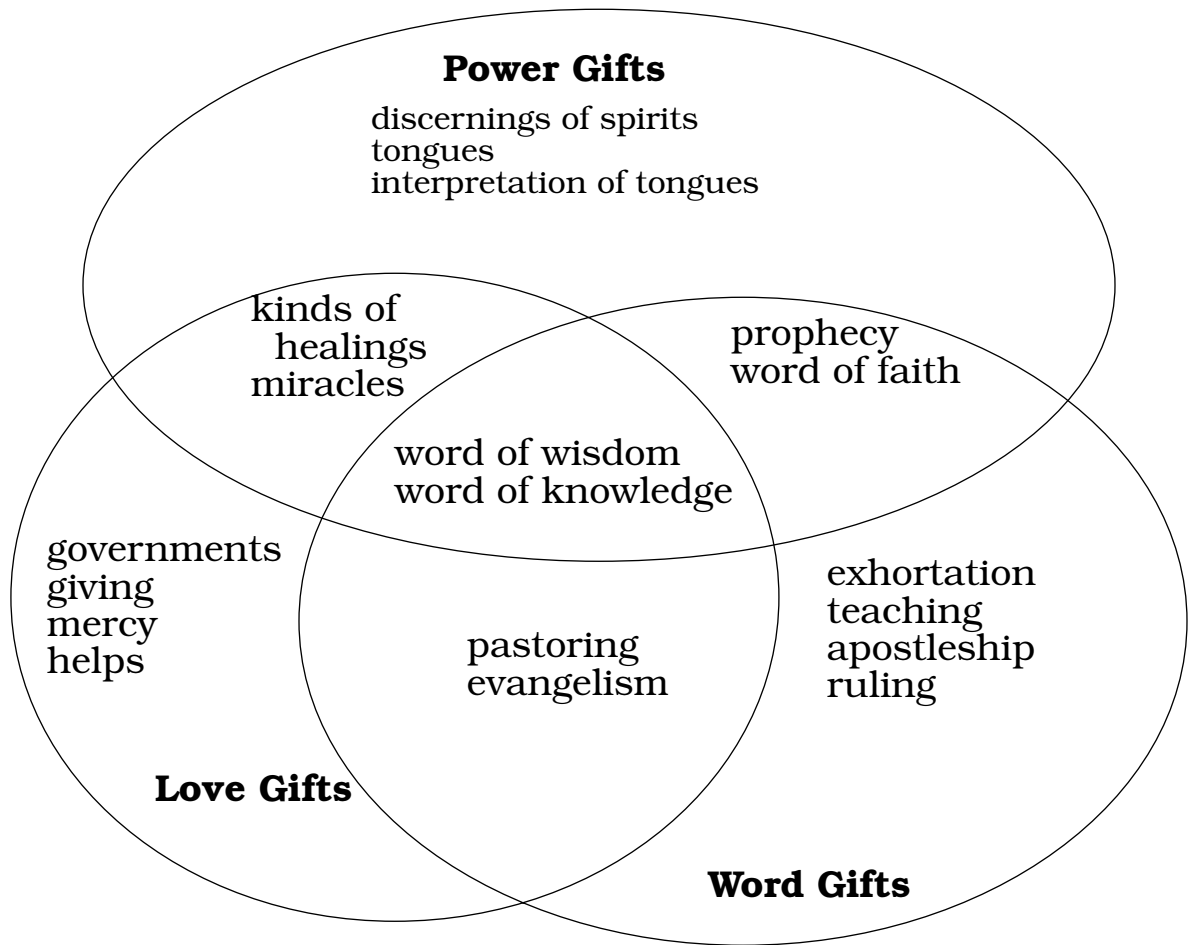 Power Gifts
discernings of spirits
tongues
interpretation of tongues
kinds of
healings
miracles
prophecy
word of faith
word of wisdom
word of knowledge
governments
giving
mercy
helps
pastoring
evangelism
exhortation
teaching
apostleship
ruling
Love Gifts
Word Gifts